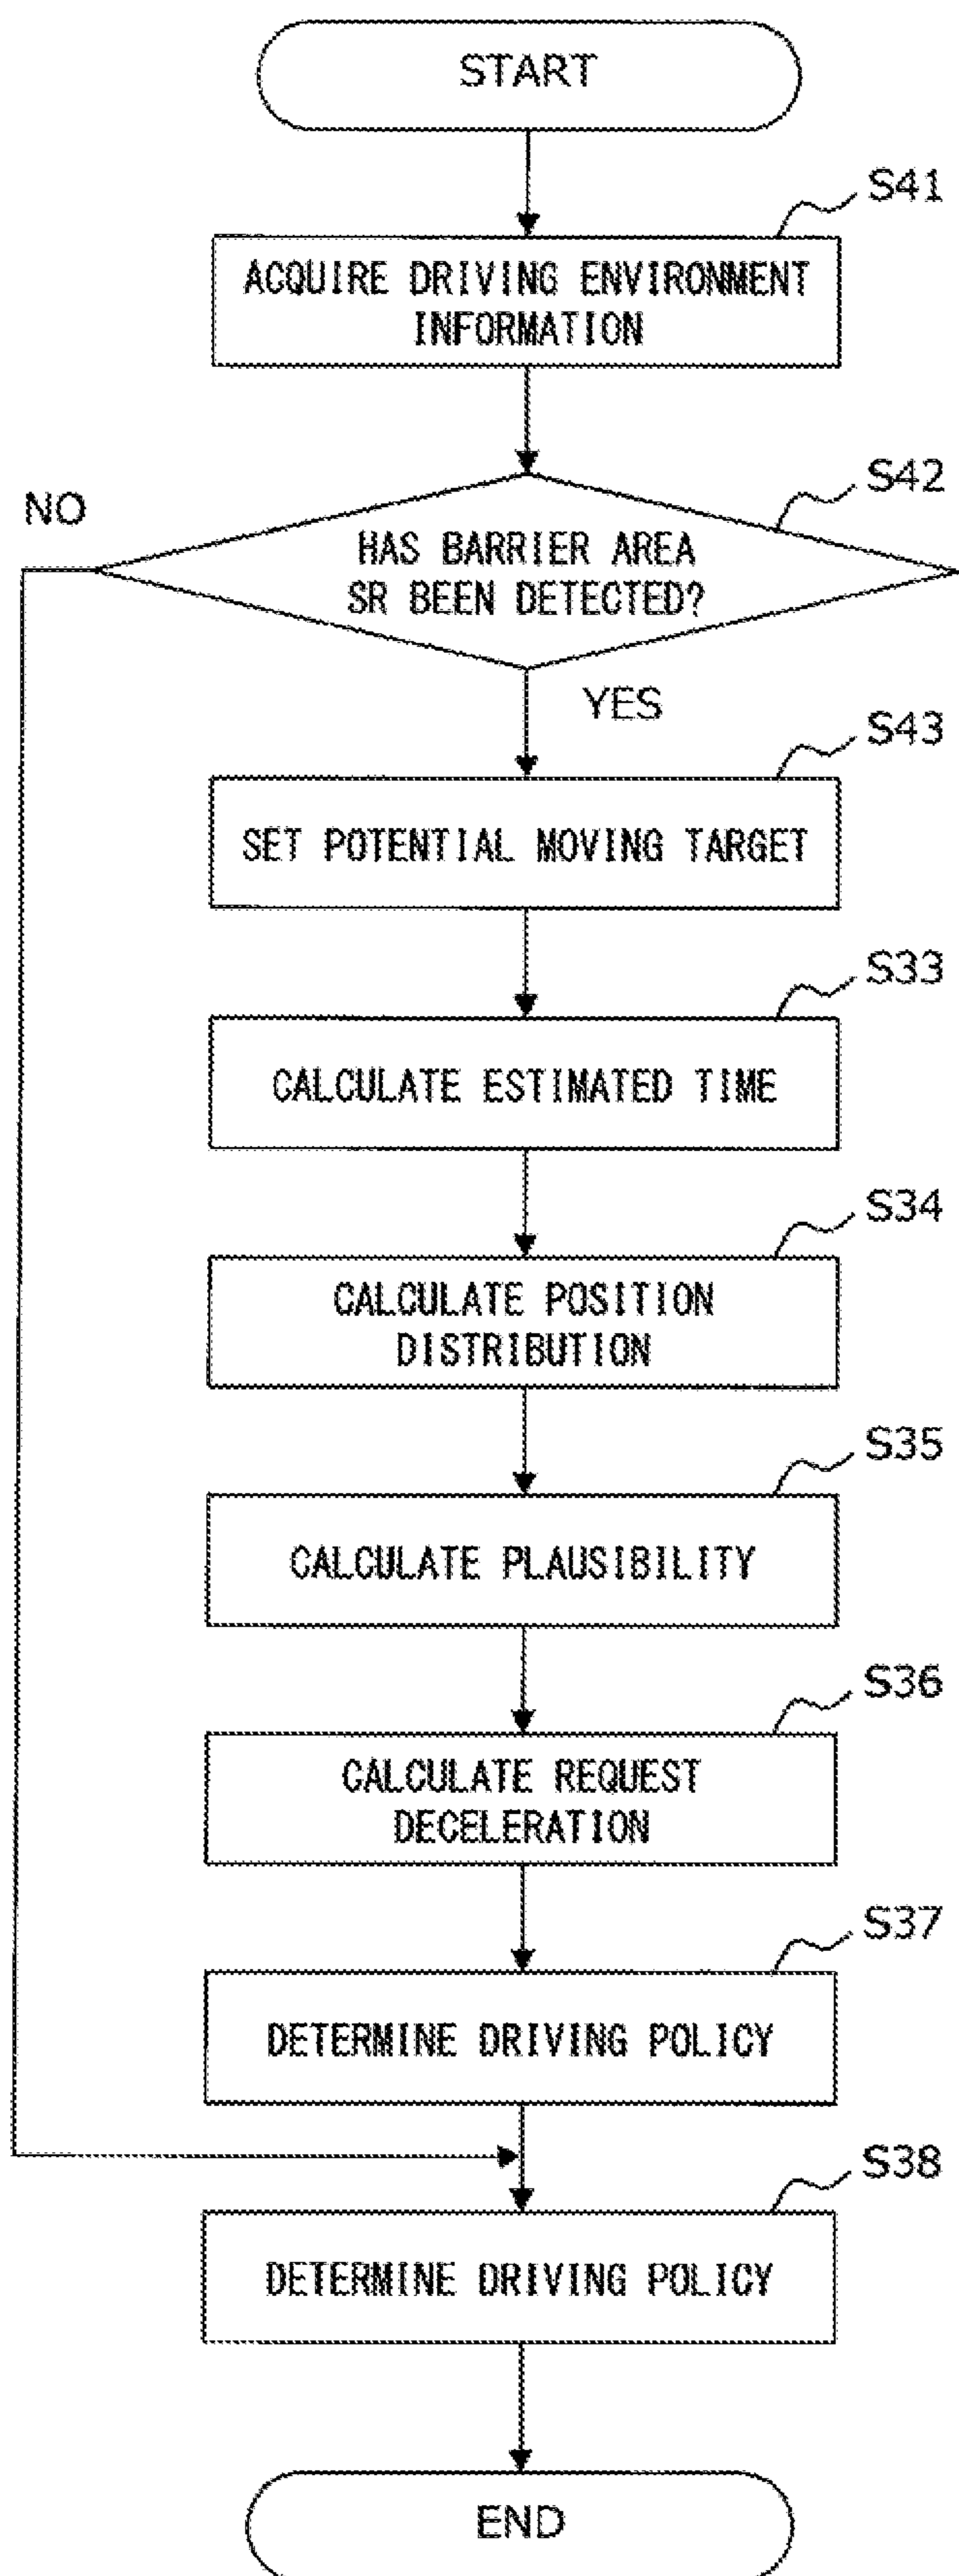 START
S41
ACQUIRE DRIVING ENVIRONMENT
INFORMATION
S42
NO
HAS BARRIER AREA
SR BEEN DETECTED?
YES
S43
SET POTENTIAL MOVING TARGET
S33
CALCULATE ESTIMATED TIME
S34
CALCULATE POSITION
DISTRIBUTION
S35
CALCULATE PLAUSIBILITY
S36
CALCULATE REQUEST
DECELERATION
S37
DETERMINE DRIVING POLICY
S38
DETERMINE DRIVING POLICY
END